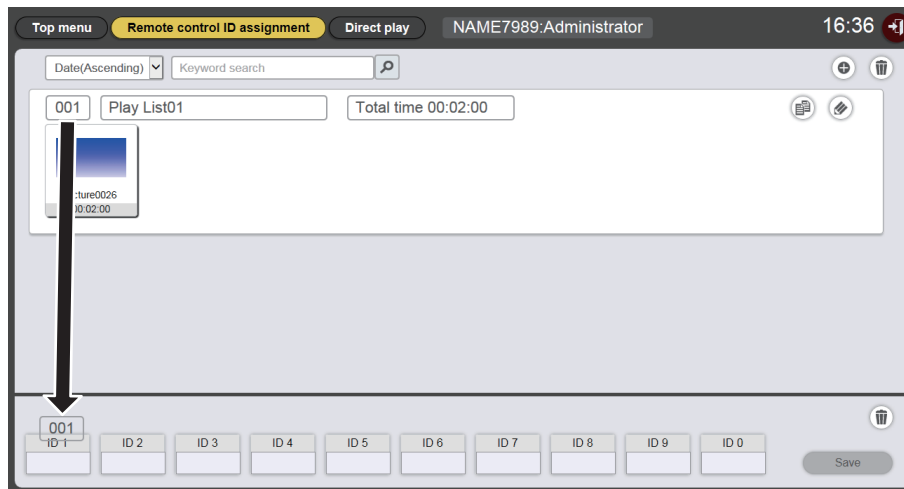 Top menu Remote control ID assignment Direct play NAME7989:Administrator 16:36
Date(Ascending) Keyword search
001 Play List01 Total time 00:02:00
cture0026
00:02:00
001
ID 1 ID 2 ID 3 ID 4 ID 5 ID 6 ID 7 ID 8 ID 9 ID 0
Save